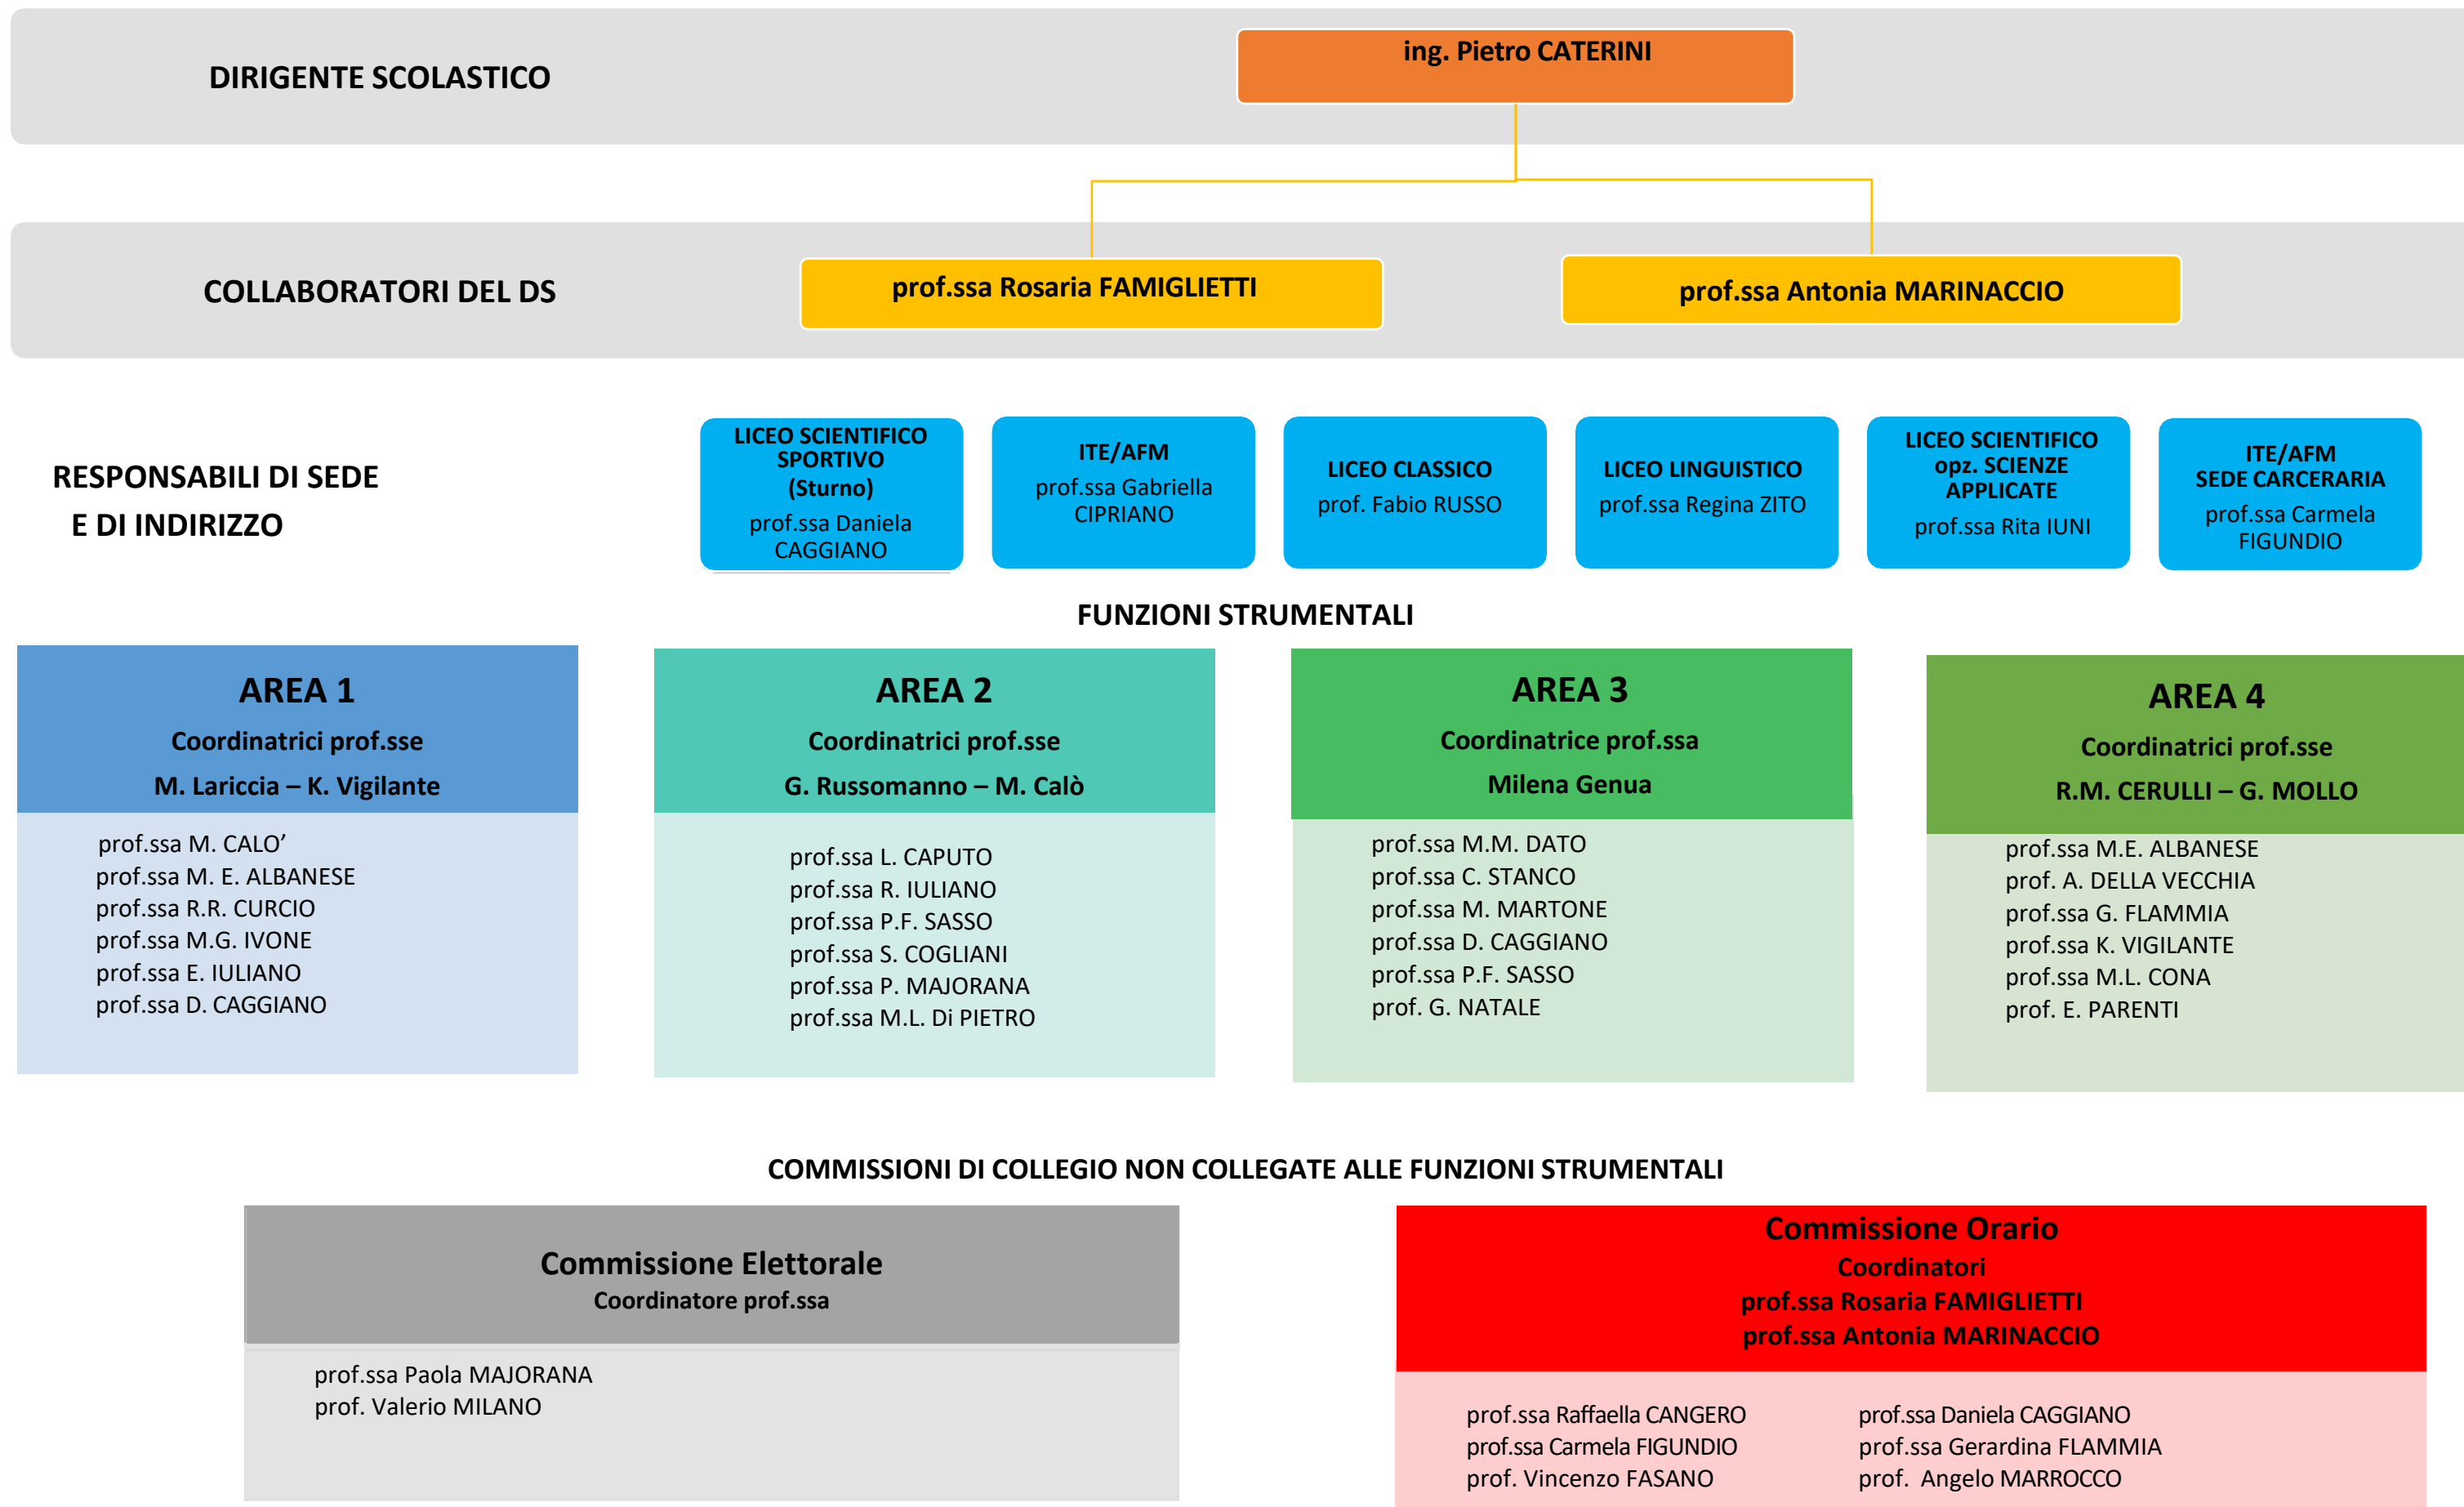 DIRIGENTE SCOLASTICO
ing. Pietro CATERINI
COLLABORATORI DEL DS
prof.ssa Rosaria FAMIGLIETTI
prof.ssa Antonia MARINACCIO
RESPONSABILI DI SEDE
E DI INDIRIZZO
LICEO SCIENTIFICO
SPORTIVO
(Sturno)
prof.ssa Daniela
CAGGIANO
ITE/AFM
prof.ssa Gabriella
CIPRIANO
LICEO CLASSICO
prof. Fabio RUSSO
LICEO LINGUISTICO
prof.ssa Regina ZITO
LICEO SCIENTIFICO
opz. SCIENZE
APPLICATE
prof.ssa Rita IUNI
ITE/AFM
SEDE CARCERARIA
prof.ssa Carmela
FIGUNDIO
FUNZIONI STRUMENTALI
AREA 1
Coordinatrici prof.sse
M. Lariccia – K. Vigilante
prof.ssa M. CALO’
prof.ssa M. E. ALBANESE
prof.ssa R.R. CURCIO
prof.ssa M.G. IVONE
prof.ssa E. IULIANO
prof.ssa D. CAGGIANO
AREA 2
Coordinatrici prof.sse
G. Russomanno – M. Calò
prof.ssa L. CAPUTO
prof.ssa R. IULIANO
prof.ssa P.F. SASSO
prof.ssa S. COGLIANI
prof.ssa P. MAJORANA
prof.ssa M.L. Di PIETRO
AREA 3
Coordinatrice prof.ssa
Milena Genua
prof.ssa M.M. DATO
prof.ssa C. STANCO
prof.ssa M. MARTONE
prof.ssa D. CAGGIANO
prof.ssa P.F. SASSO
prof. G. NATALE
AREA 4
Coordinatrici prof.sse
R.M. CERULLI – G. MOLLO
prof.ssa M.E. ALBANESE
prof. A. DELLA VECCHIA
prof.ssa G. FLAMMIA
prof.ssa K. VIGILANTE
prof.ssa M.L. CONA
prof. E. PARENTI
COMMISSIONI DI COLLEGIO NON COLLEGATE ALLE FUNZIONI STRUMENTALI
Commissione Elettorale
Coordinatore prof.ssa
prof.ssa Paola MAJORANA
prof. Valerio MILANO
Commissione Orario
Coordinatori
prof.ssa Rosaria FAMIGLIETTI
prof.ssa Antonia MARINACCIO
prof.ssa Raffaella CANGERO
prof.ssa Carmela FIGUNDIO
prof. Vincenzo FASANO
prof.ssa Daniela CAGGIANO
prof.ssa Gerardina FLAMMIA
prof. Angelo MARROCCO